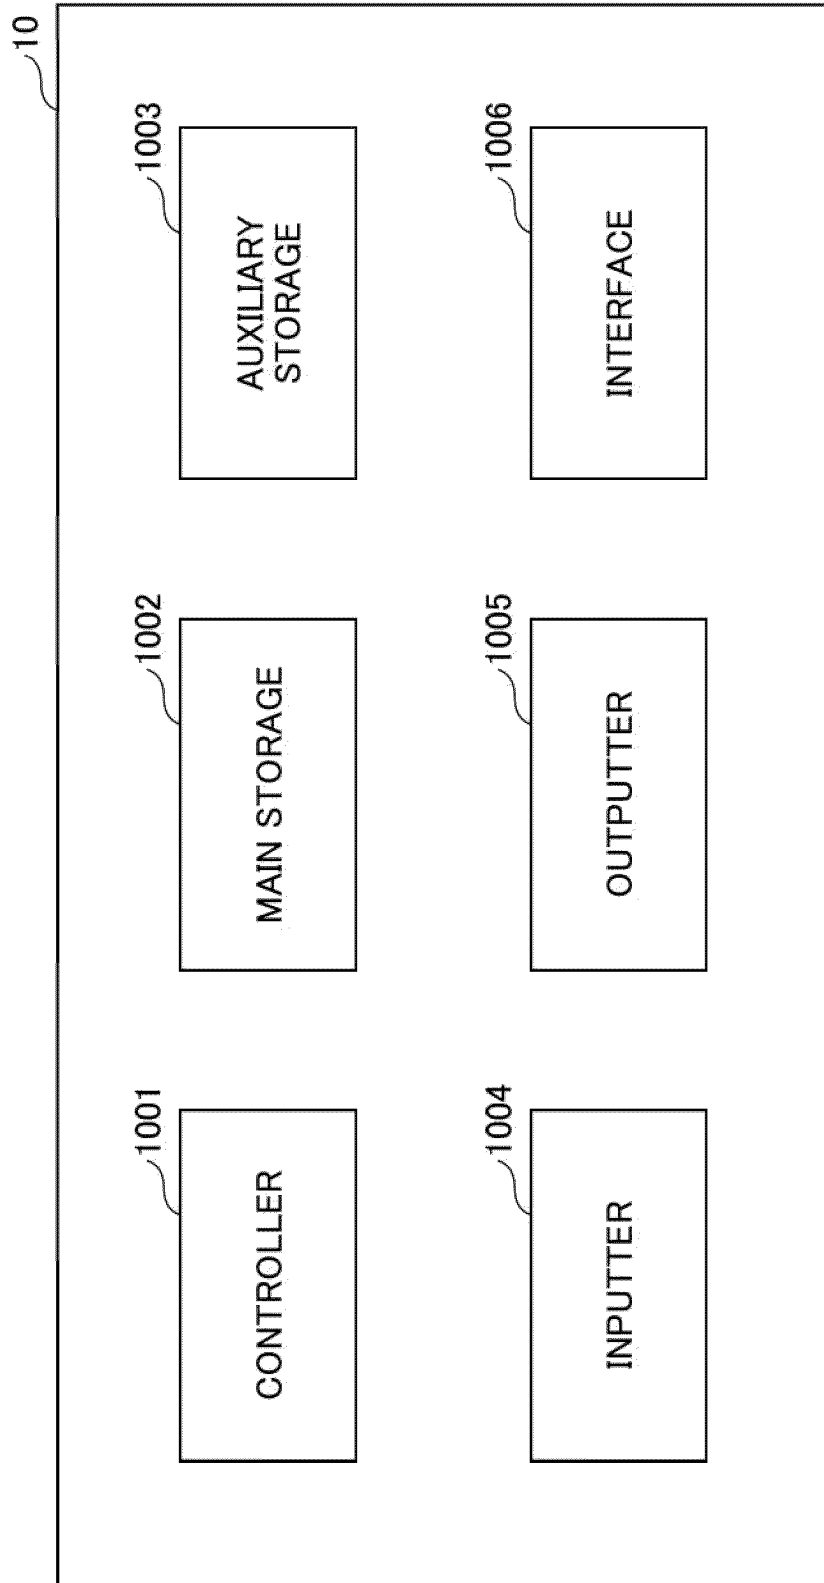 10
1001
CONTROLLER
1002
MAIN STORAGE
1003
AUXILIARY
STORAGE
1004
INPUTTER
1005
OUTPUTTER
1006
INTERFACE